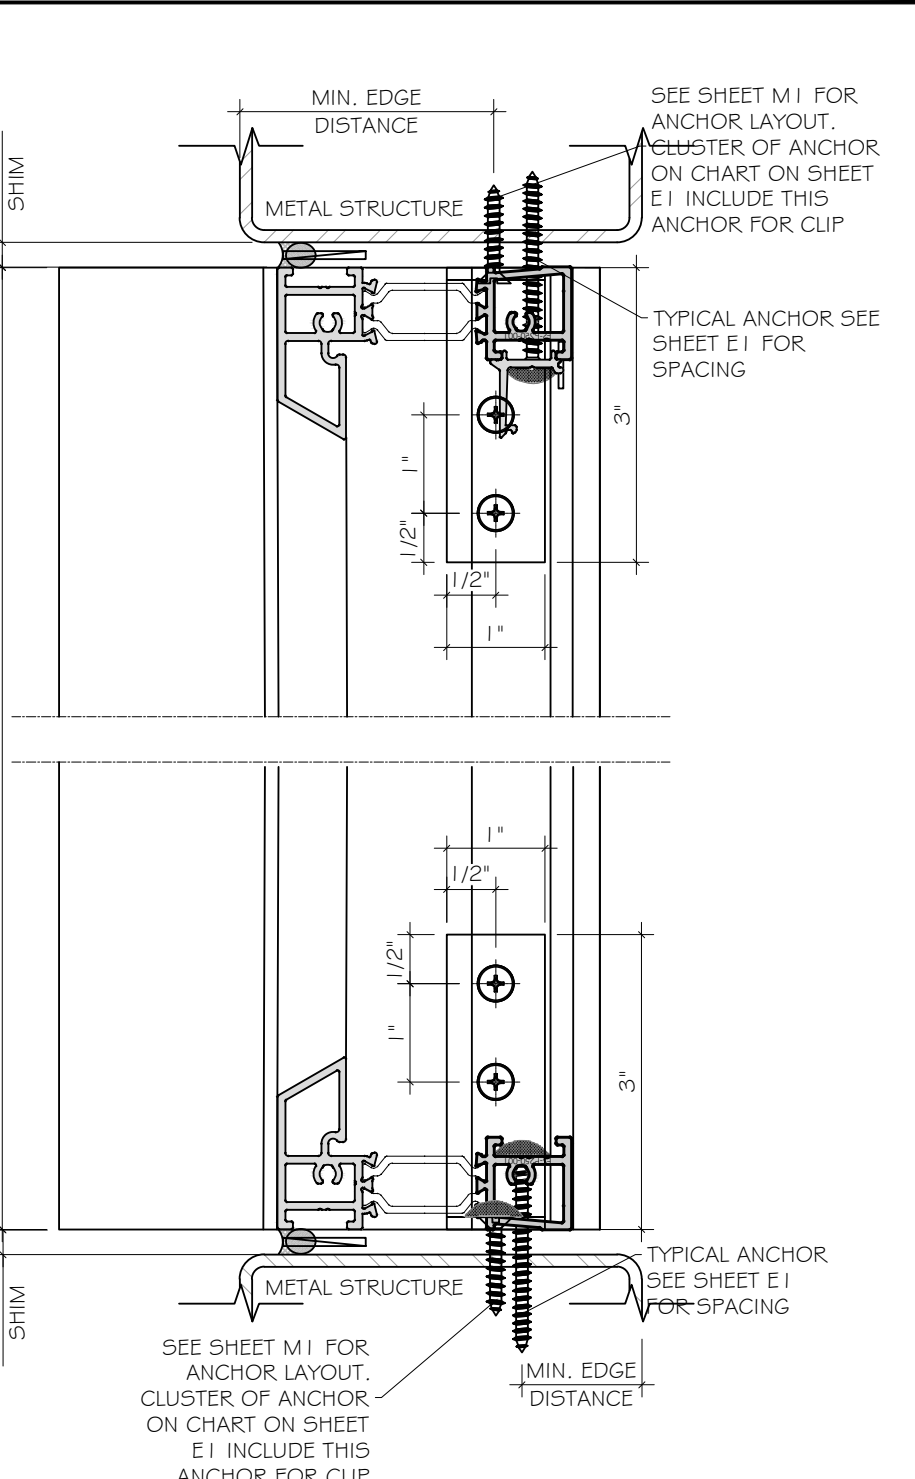 MIN. EDGE
DISTANCE
SEE SHEET M1 FOR
ANCHOR LAYOUT.
CLUSTER OF ANCHOR
ON CHART ON SHEET
E1 INCLUDE THIS
ANCHOR FOR CLIP
SHIM
METAL STRUCTURE
TYPICAL ANCHOR SEE
SHEET E1 FOR
SPACING
3"
1"
1/2"
1/2"
1"
1"
1/2"
1/2"
1"
3"
TYPICAL ANCHOR
SEE SHEET E1
FOR SPACING
METAL STRUCTURE
SHIM
SEE SHEET M1 FOR
ANCHOR LAYOUT.
CLUSTER OF ANCHOR
ON CHART ON SHEET
E1 INCLUDE THIS
ANCHOR FOR CLIP
MIN. EDGE
DISTANCE